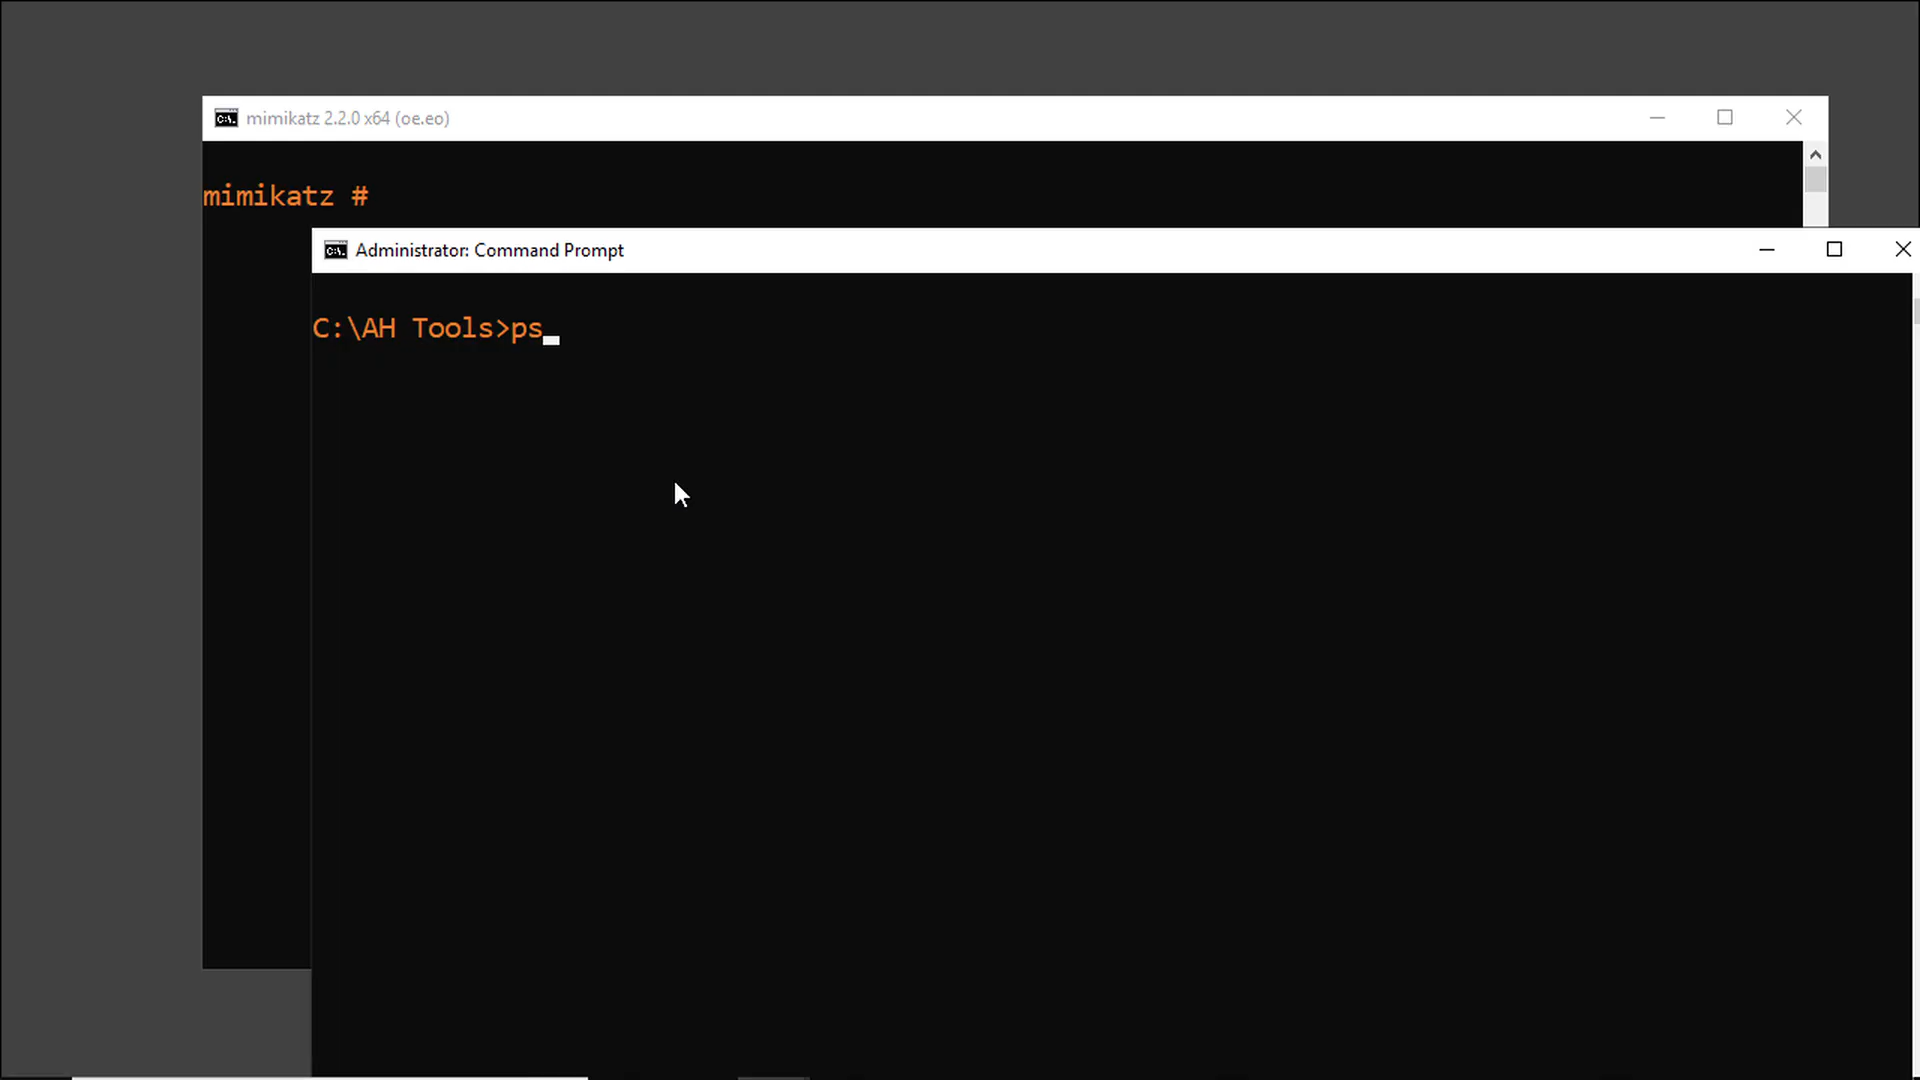 mimikatz 2.2.0 x64 (oe.eo)
mimikatz #
Administrator: Command Prompt
C:\AH Tools>ps